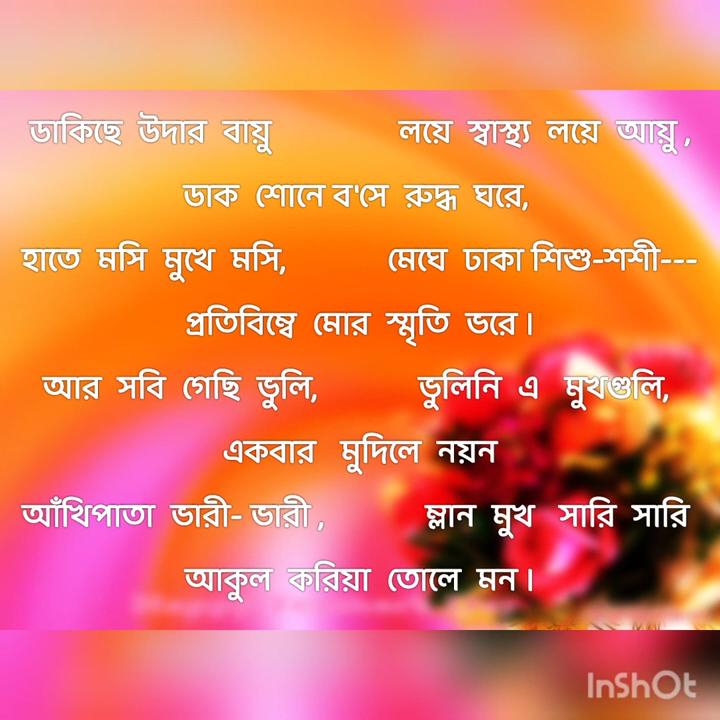 ডাকিছে উদার বায়ু লয়ে স্বাস্থ্য লয়ে আয়ু,
ডাক শোনে ব'সে রুদ্ধ ঘরে,
হাতে মসি মুখে মসি, মেঘে ঢাকা শিশু-শশী---
প্রতিবিম্বে মোর স্মৃতি ভরে।
আর সবি গেছি ভুলি, ভুলিনি এ মুখগুলি,
একবার মুদিলে নয়ন
আঁখিপাতা ভারী- ভারী, ম্লান মুখ সারি সারি
আকুল করিয়া তোলে মন।
InShOt